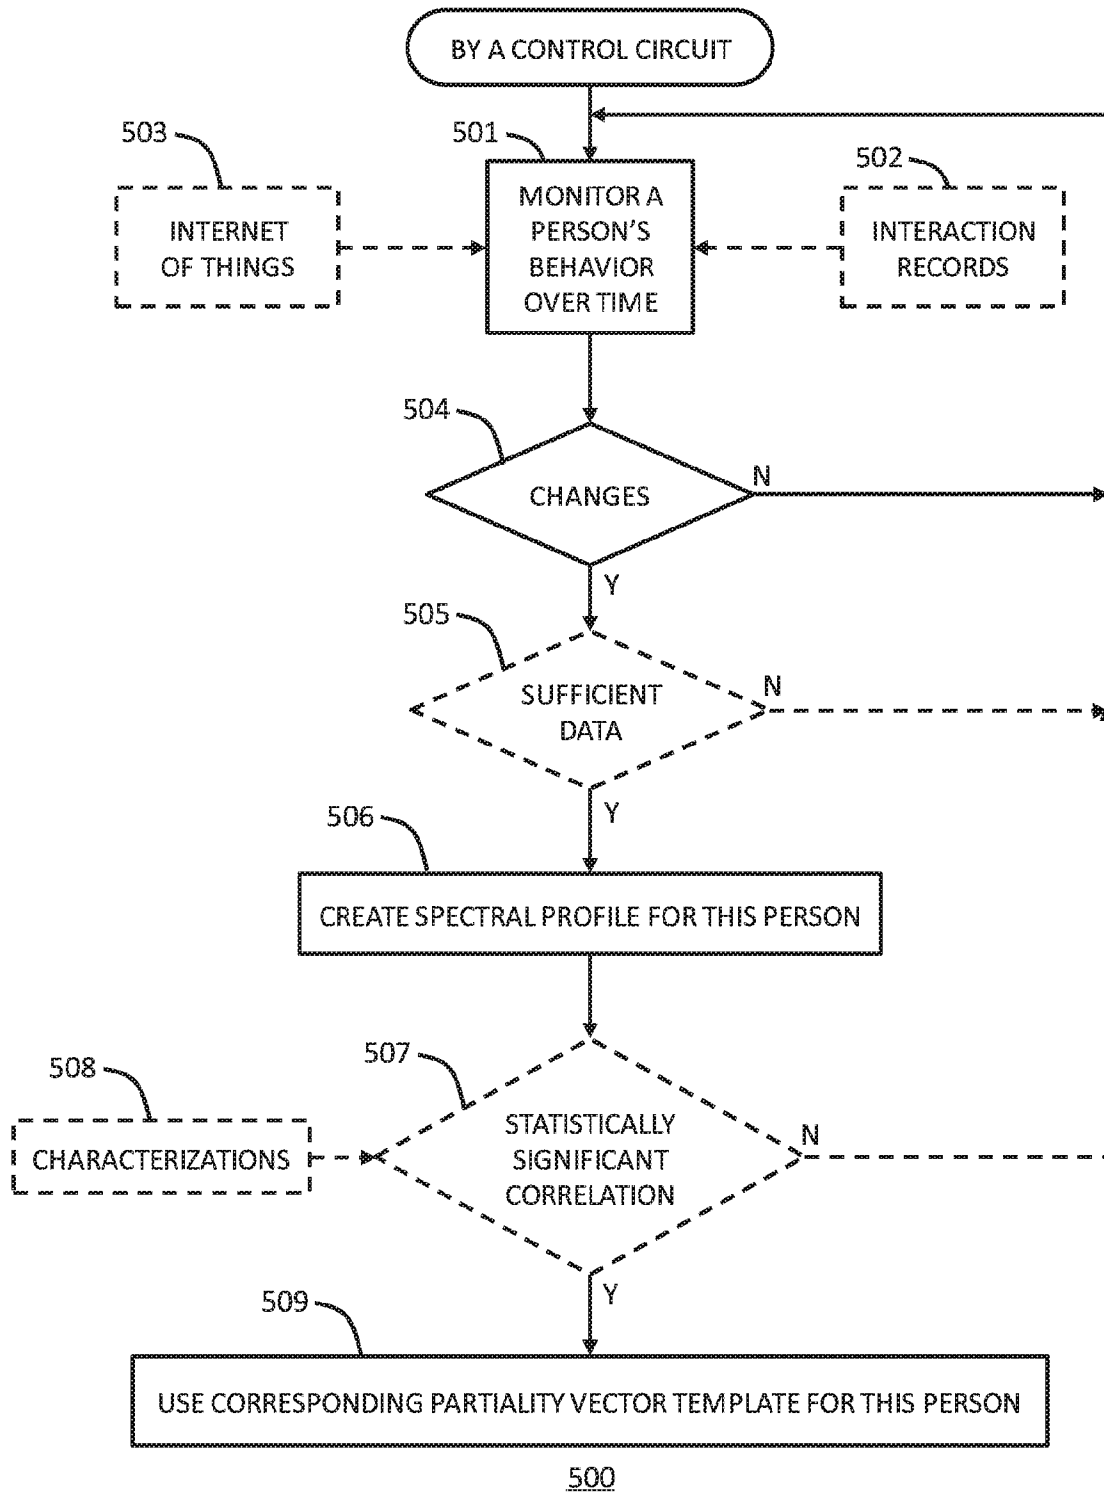 BY A CONTROL CIRCUIT
503
501
502
MONITOR A
PERSON'S
BEHAVIOR
OVER TIME
INTERNET
OF THINGS
INTERACTION
RECORDS
504
CHANGES
N
Y
505
SUFFICIENT
DATA
N
Y
506
CREATE SPECTRAL PROFILE FOR THIS PERSON
507
508
CHARACTERIZATIONS
STATISTICALLY
SIGNIFICANT
CORRELATION
N
Y
509
USE CORRESPONDING PARTIALITY VECTOR TEMPLATE FOR THIS PERSON
500